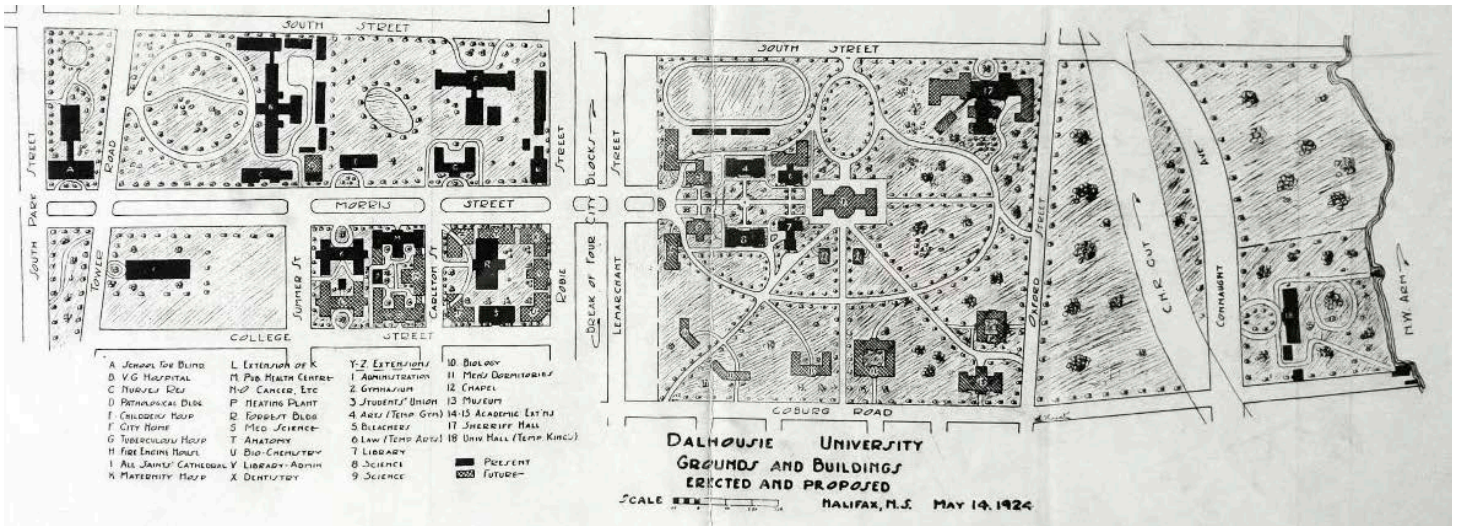 SOUTH STREET
SOUTH STREET
SOUTH PARK STREET
ROAD
TOWER
STREET
ROBIE
BREAK OF FOUR CITY BLOCKS
STREET
LEMARCHANT
MORRIS STREET
SUMMER ST
CARLETON ST
COLLEGE STREET
OXFORD STREET
C.N.R. CUT
CONNAUGHT AVE
N.W. ARM
COBURG ROAD
A SCHOOL FOR BLIND
B V.G HOSPITAL
C NURSES RES
D PATHOLOGICAL BLDG
E CHILDREN'S HOSP
F CITY HOME
G TUBERCULOSIS HOSP
H FIRE ENGINE HOUSE
I ALL SAINTS' CATHEDRAL
K MATERNITY HOSP
L EXTENSION OF K
M PUB HEALTH CENTRE
N-O CANCER, ETC
P HEATING PLANT
R FORREST BLDG
S MED SCIENCE
T ANATOMY
U BIO-CHEMISTRY
V LIBRARY-ADMIN
X DENTISTRY
Y-Z EXTENSIONS
1 ADMINISTRATION
2 GYMNASIUM
3 STUDENTS' UNION
4 ARTS (TEMP GYM)
5 BLEACHERS
6 LAW (TEMP ARTS)
7 LIBRARY
8 SCIENCE
9 SCIENCE
10 BIOLOGY
11 MEN'S DORMITORIES
12 CHAPEL
13 MUSEUM
14-15 ACADEMIC EXT'NS
17 SHERRIFF HALL
18 UNIV HALL (TEMP KING'S)
PRESENT
FUTURE
DALHOUSIE UNIVERSITY
GROUNDS AND BUILDINGS
ERECTED AND PROPOSED
SCALE
HALIFAX, N.S. MAY 14. 1924